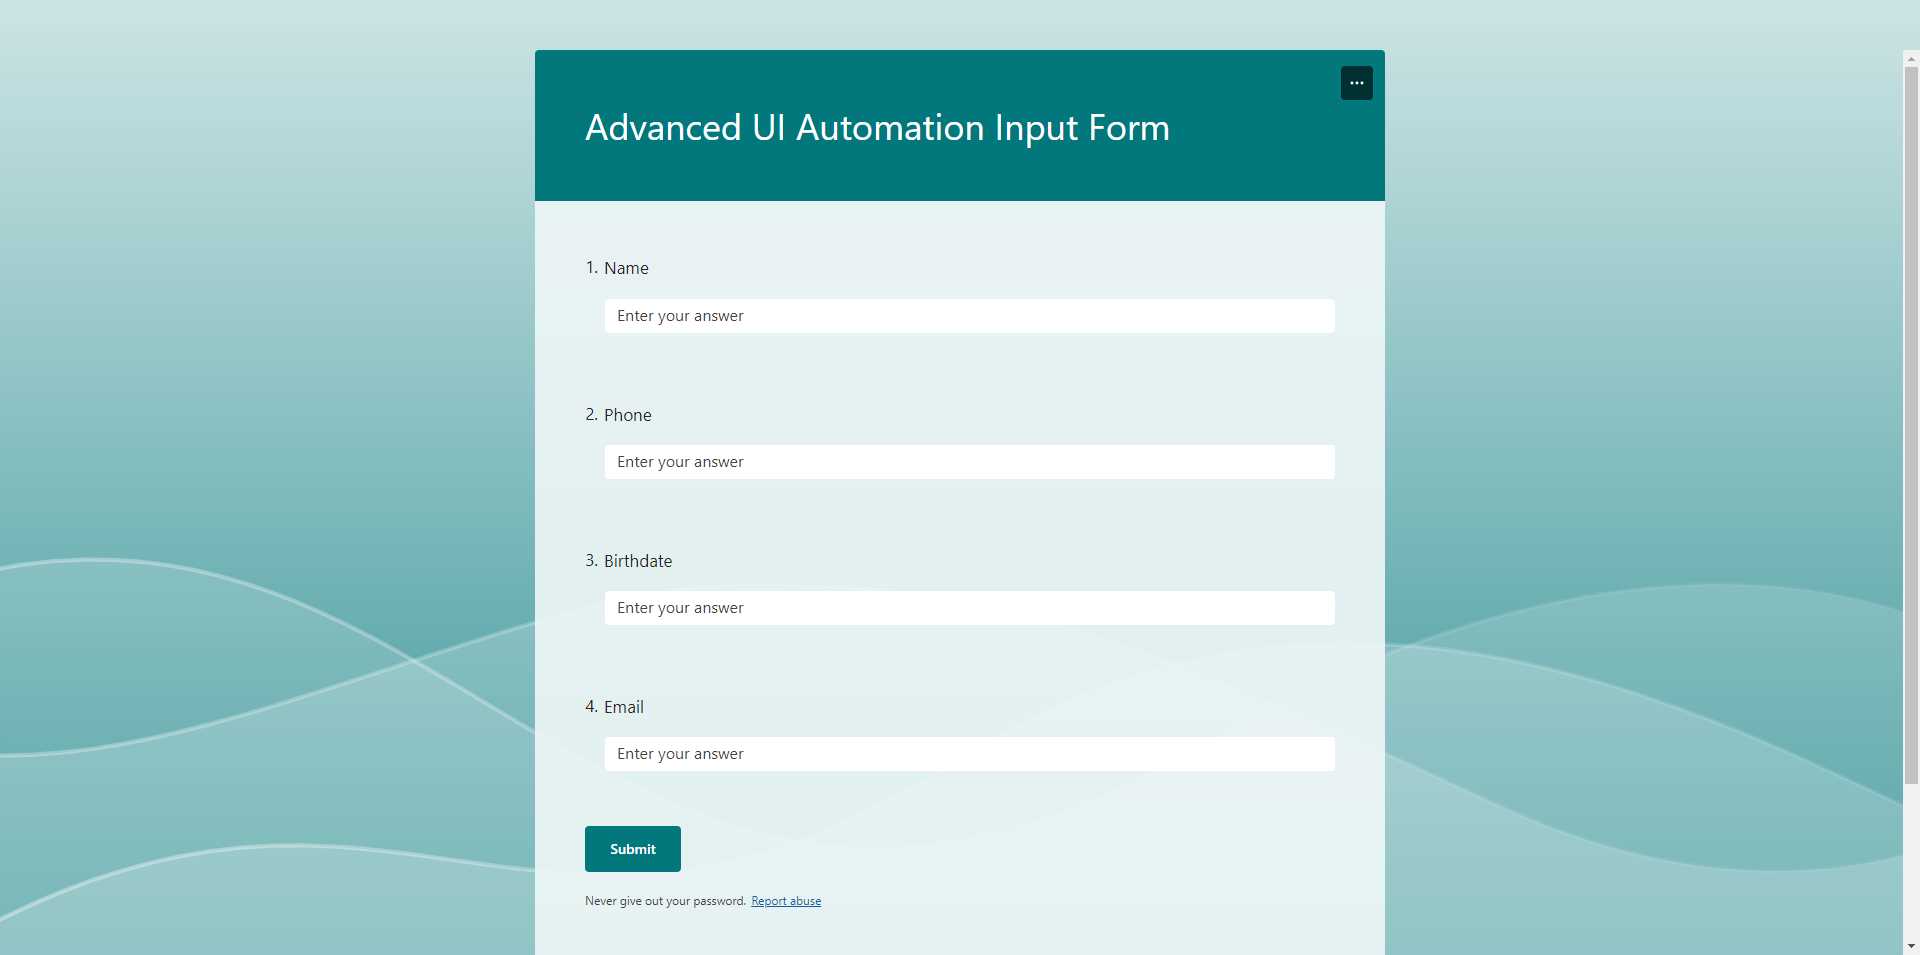 ...
Advanced UI Automation Input Form
1. Name
Enter your answer
2. Phone
Enter your answer
3. Birthdate
Enter your answer
4. Email
Enter your answer
Submit
Never give out your password. Report abuse